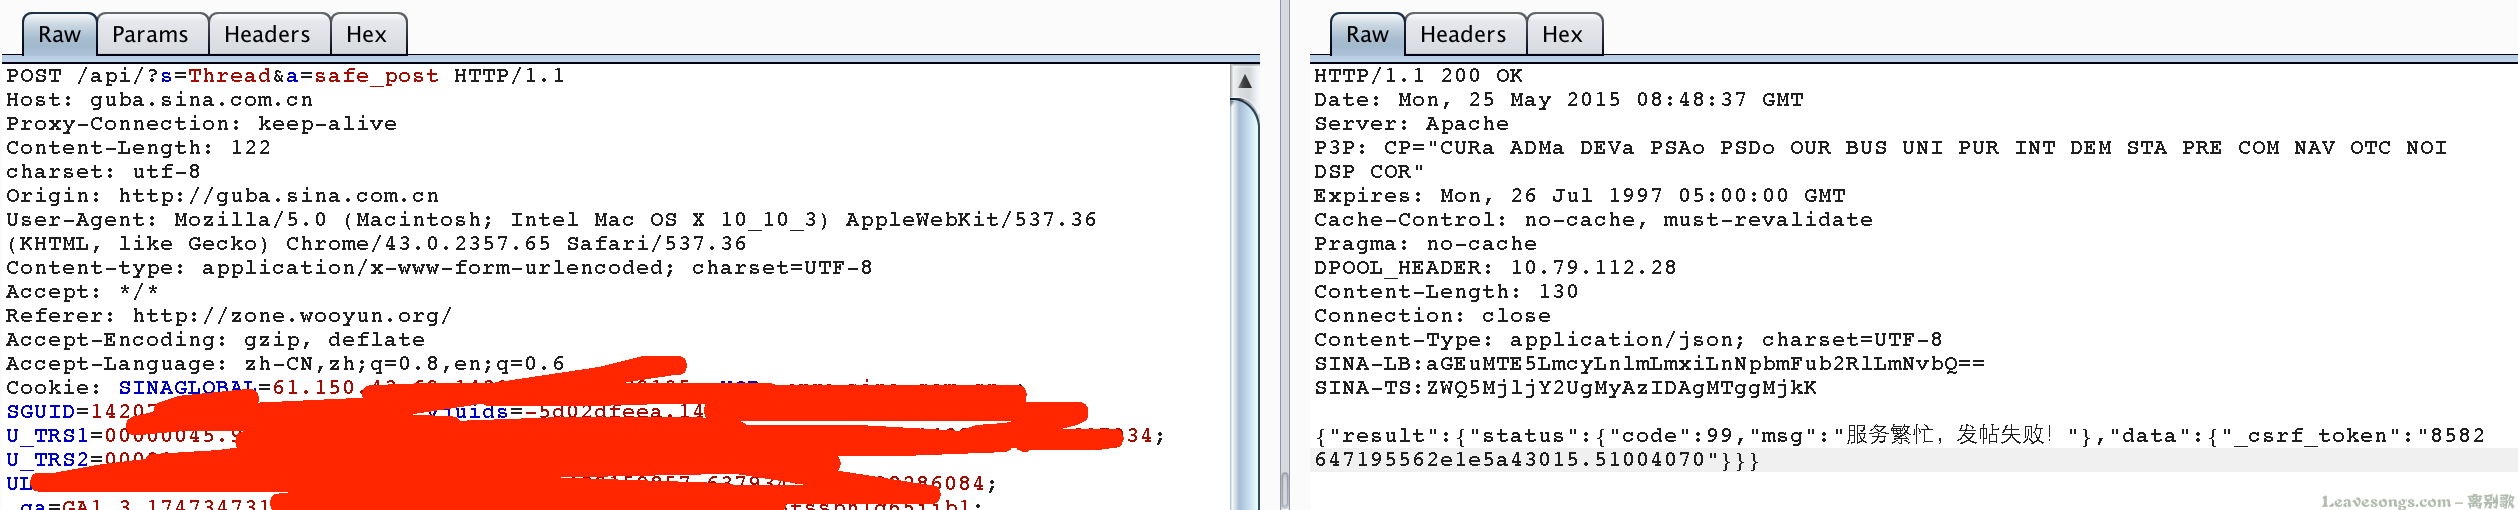 Raw Params Headers Hex
POST /api/?s=Thread&a=safe_post HTTP/1.1
Host: guba.sina.com.cn
Proxy-Connection: keep-alive
Content-Length: 122
charset: utf-8
Origin: http://guba.sina.com.cn
User-Agent: Mozilla/5.0 (Macintosh; Intel Mac OS X 10_10_3) AppleWebKit/537.36
(KHTML, like Gecko) Chrome/43.0.2357.65 Safari/537.36
Content-type: application/x-www-form-urlencoded; charset=UTF-8
Accept: */*
Referer: http://zone.wooyun.org/
Accept-Encoding: gzip, deflate
Accept-Language: zh-CN,zh;q=0.8,en;q=0.6
Cookie: SINAGLOBAL=61.150.
SGUID=1420 =-5d02dfeea.14
U_TRS1=00000045.9 34;
U_TRS2=000
UL 286084;
_ga=GA1.3.174734731
Raw Headers Hex
HTTP/1.1 200 OK
Date: Mon, 25 May 2015 08:48:37 GMT
Server: Apache
P3P: CP="CURa ADMa DEVa PSAo PSDo OUR BUS UNI PUR INT DEM STA PRE COM NAV OTC NOI
DSP COR"
Expires: Mon, 26 Jul 1997 05:00:00 GMT
Cache-Control: no-cache, must-revalidate
Pragma: no-cache
DPOOL_HEADER: 10.79.112.28
Content-Length: 130
Connection: close
Content-Type: application/json; charset=UTF-8
SINA-LB:aGEuMTE5LmcyLnlmLmxiLnNpbmFub2RlLmNvbQ==
SINA-TS:ZWQ5MjljY2UgMyAzIDAgMTggMjkK
{"result":{"status":{"code":99,"msg":"服务繁忙，发帖失败！"},"data":{"_csrf_token":"8582
647195562e1e5a43015.51004070"}}}
Leavesongs.com - 离别歌